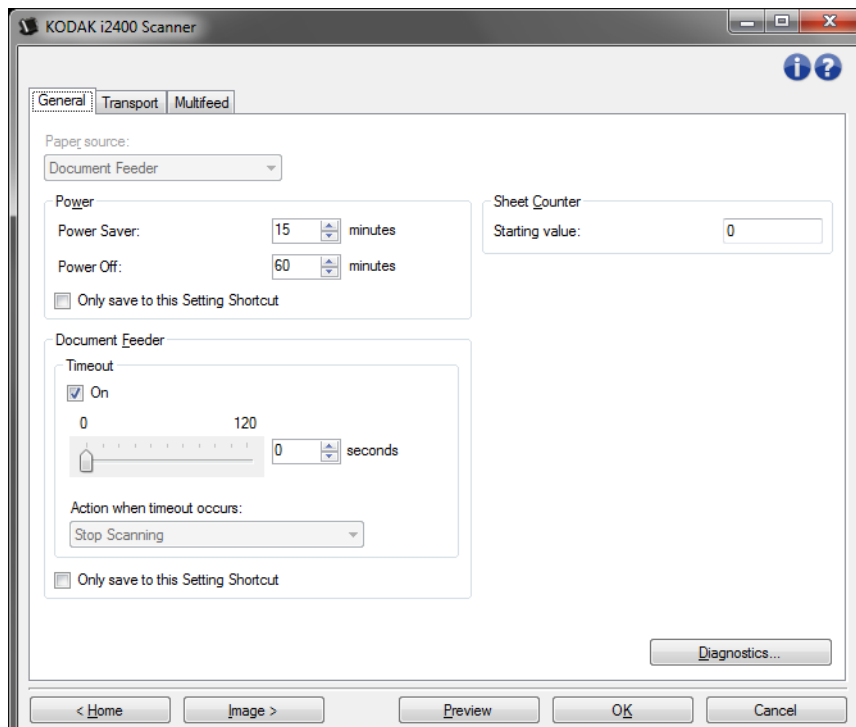 KODAK i2400 Scanner
General Transport Multifeed
Paper source:
Document Feeder
Power
Power Saver: 15 minutes
Power Off: 60 minutes
Only save to this Setting Shortcut
Sheet Counter
Starting value: 0
Document Feeder
Timeout
On
0 120
0 seconds
Action when timeout occurs:
Stop Scanning
Only save to this Setting Shortcut
Diagnostics...
< Home Image > Preview OK Cancel